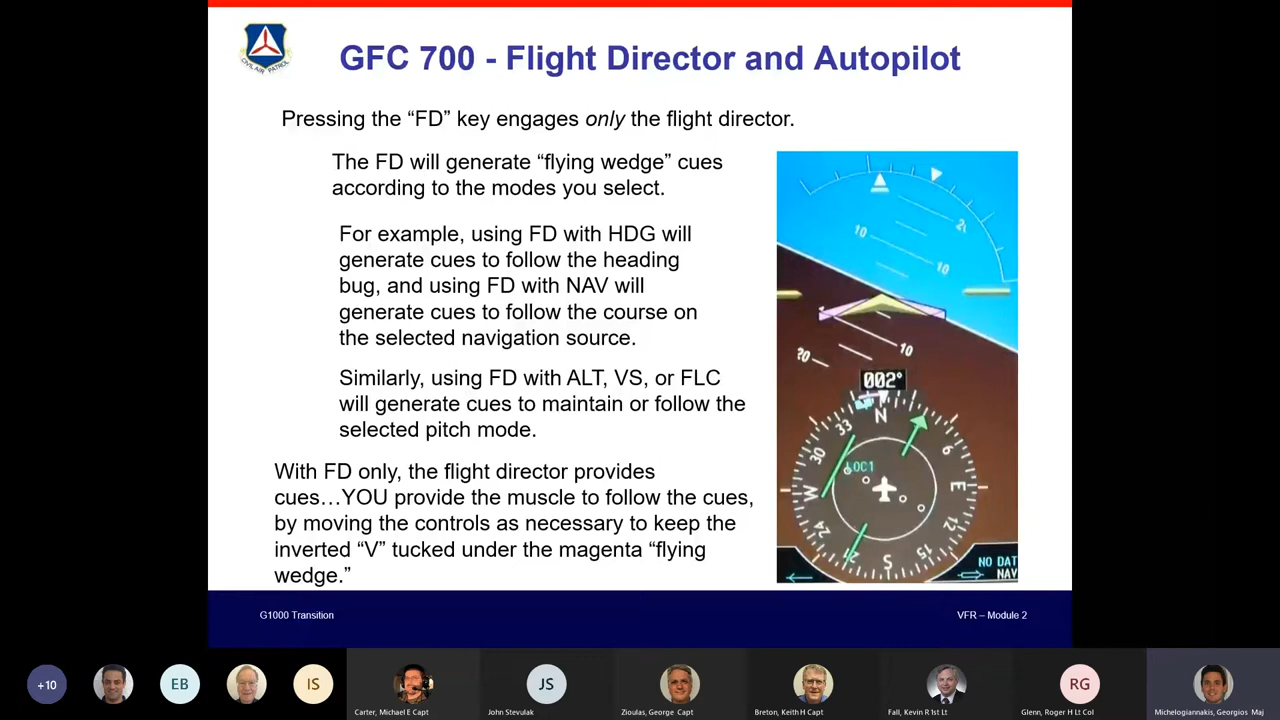 GFC 700 - Flight Director and Autopilot
CIVIL AIR PATROL
Pressing the “FD” key engages only the flight director.
The FD will generate “flying wedge” cues
according to the modes you select.
For example, using FD with HDG will
generate cues to follow the heading
bug, and using FD with NAV will
generate cues to follow the course on
the selected navigation source.
Similarly, using FD with ALT, VS, or FLC
will generate cues to maintain or follow the
selected pitch mode.
With FD only, the flight director provides
cues…YOU provide the muscle to follow the cues,
by moving the controls as necessary to keep the
inverted “V” tucked under the magenta “flying
wedge.”
10
10
20
10
002°
N
33
30
6
LOC1
W
E
24
12
21
S
15
NO DAT
NAV
G1000 Transition
VFR – Module 2
+10
EB
IS
JS
RG
Carter, Michael E Capt
John Stevulak
Zioulas, George Capt
Breton, Keith H Capt
Fall, Kevin R 1st Lt
Glenn, Roger H Lt Col
Michelogiannakis, Georgios Maj